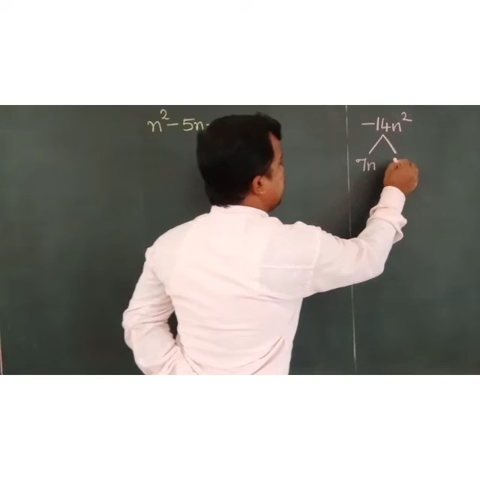 n² - 5n -
-14n²
7n